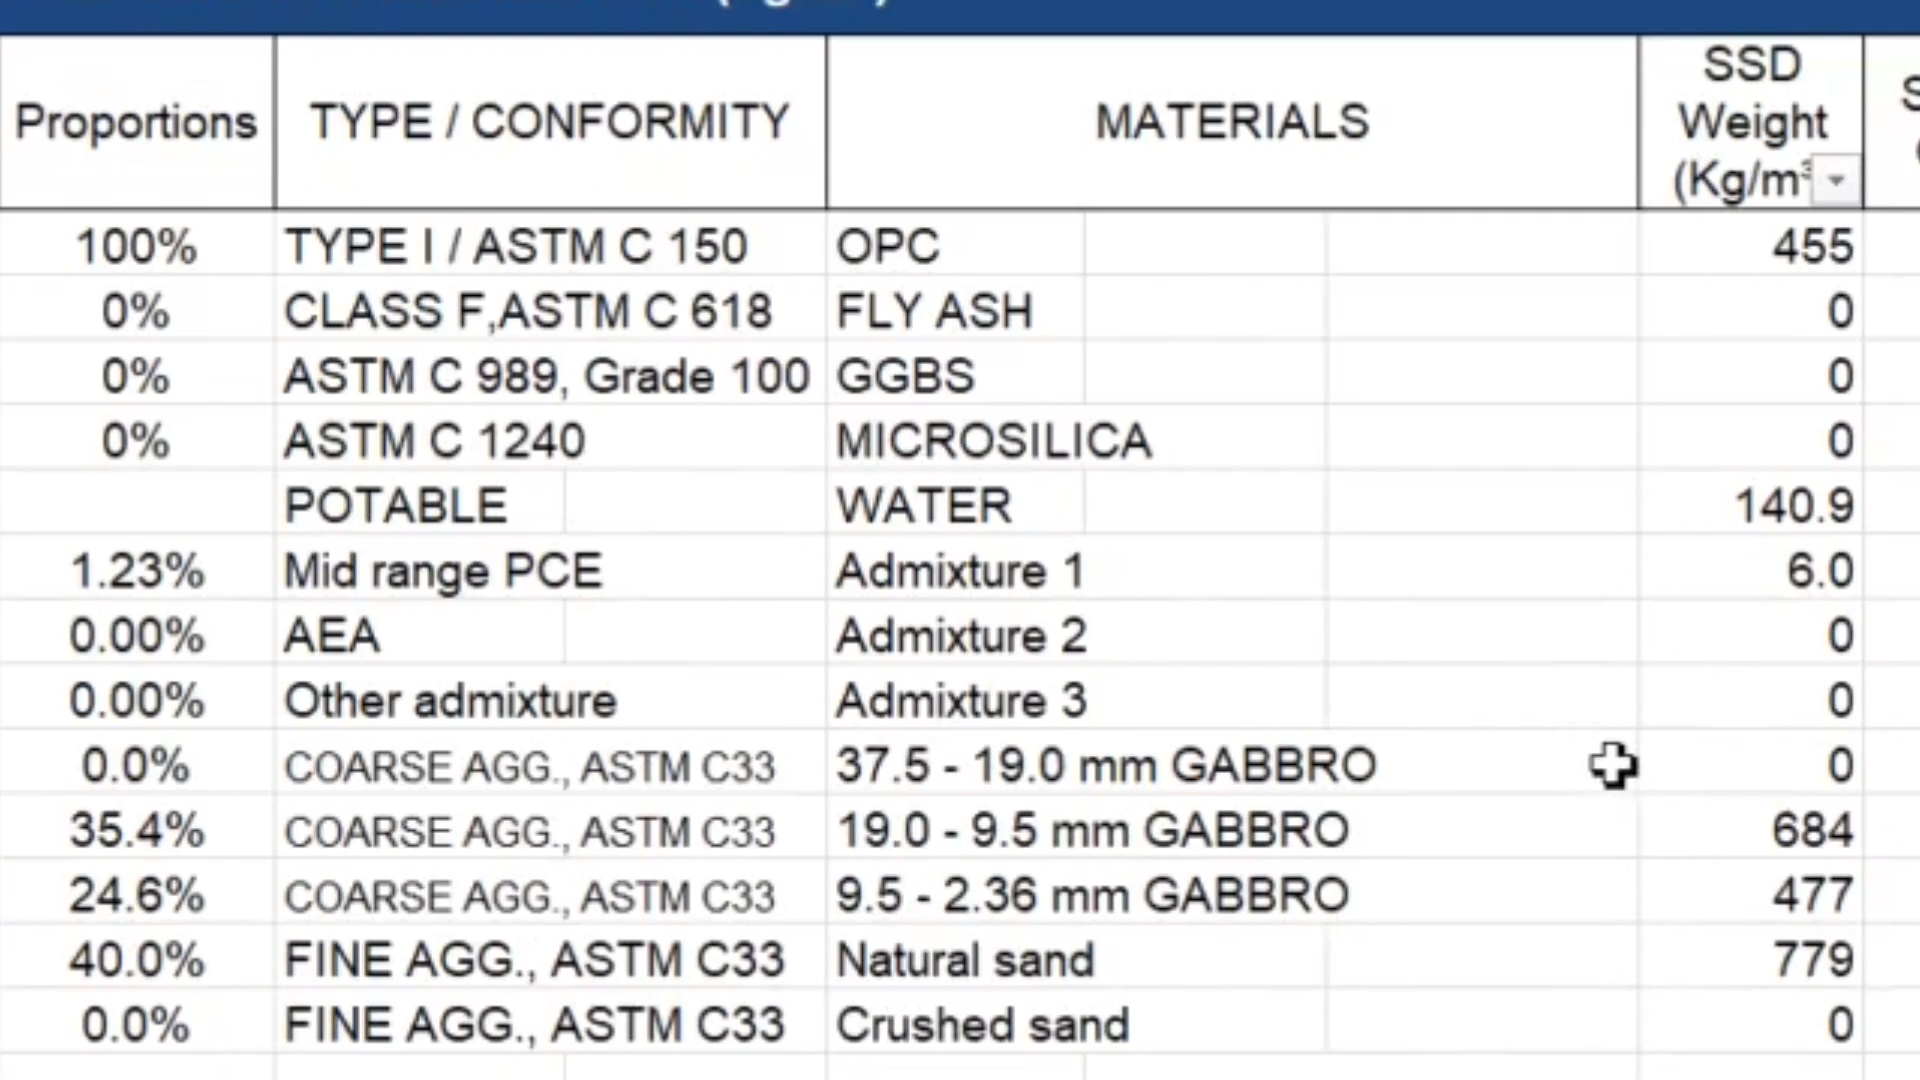 Proportions TYPE / CONFORMITY MATERIALS SSD Weight (Kg/m³
100% TYPE I / ASTM C 150 OPC 455
0% CLASS F,ASTM C 618 FLY ASH 0
0% ASTM C 989, Grade 100 GGBS 0
0% ASTM C 1240 MICROSILICA 0
POTABLE WATER 140.9
1.23% Mid range PCE Admixture 1 6.0
0.00% AEA Admixture 2 0
0.00% Other admixture Admixture 3 0
0.0% COARSE AGG., ASTM C33 37.5 - 19.0 mm GABBRO 0
35.4% COARSE AGG., ASTM C33 19.0 - 9.5 mm GABBRO 684
24.6% COARSE AGG., ASTM C33 9.5 - 2.36 mm GABBRO 477
40.0% FINE AGG., ASTM C33 Natural sand 779
0.0% FINE AGG., ASTM C33 Crushed sand 0